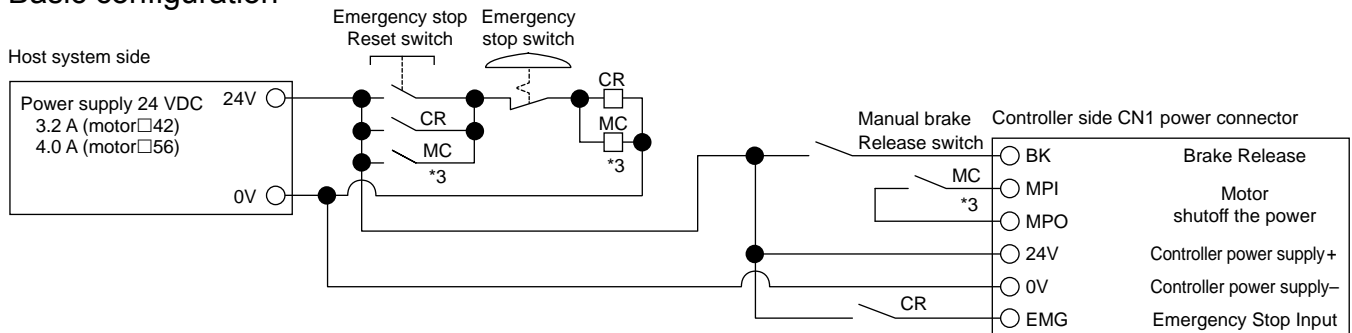 Basic configuration
Emergency stop
Reset switch
Emergency
stop switch
Host system side
Power supply 24 VDC
3.2 A (motor□42)
4.0 A (motor□56)
24V
0V
CR
MC
*3
CR
MC
*3
Manual brake
Release switch
MC
*3
CR
Controller side CN1 power connector
BK Brake Release
MPI
MPO
Motor
shutoff the power
24V Controller power supply+
0V Controller power supply–
EMG Emergency Stop Input